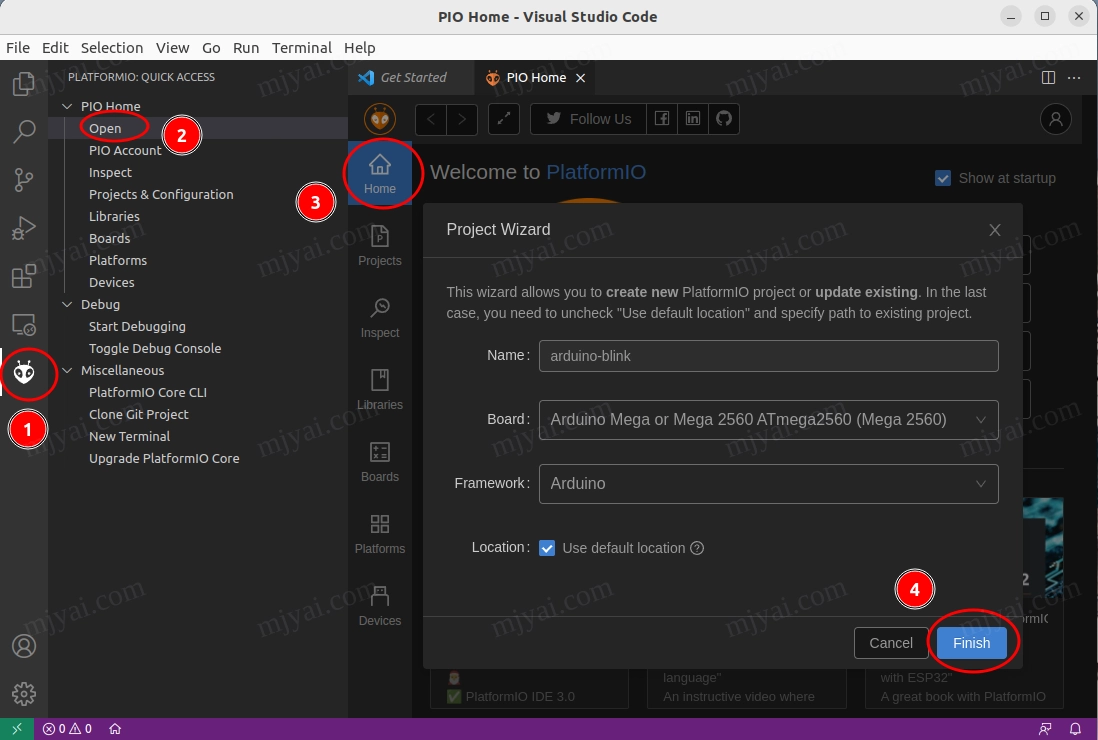 PIO Home - Visual Studio Code
File Edit Selection View Go Run Terminal Help
PLATFORMIO: QUICK ACCESS
PIO Home
Open
2
PIO Account
Inspect
Projects & Configuration
Libraries
Boards
Platforms
Devices
Debug
Start Debugging
Toggle Debug Console
Miscellaneous
PlatformIO Core CLI
Clone Git Project
New Terminal
Upgrade PlatformIO Core
1
Get Started
PIO Home
Follow Us
3
Home
Projects
Inspect
Libraries
Boards
Platforms
Devices
Welcome to PlatformIO
Show at startup
Project Wizard
This wizard allows you to create new PlatformIO project or update existing. In the last
case, you need to uncheck "Use default location" and specify path to existing project.
Name: arduino-blink
Board: Arduino Mega or Mega 2560 ATmega2560 (Mega 2560)
Framework: Arduino
Location: Use default location
4
Cancel Finish
PlatformIO IDE 3.0
language"
An instructive video where
with ESP32"
A great book with PlatformIO
0 0
mjyai.com